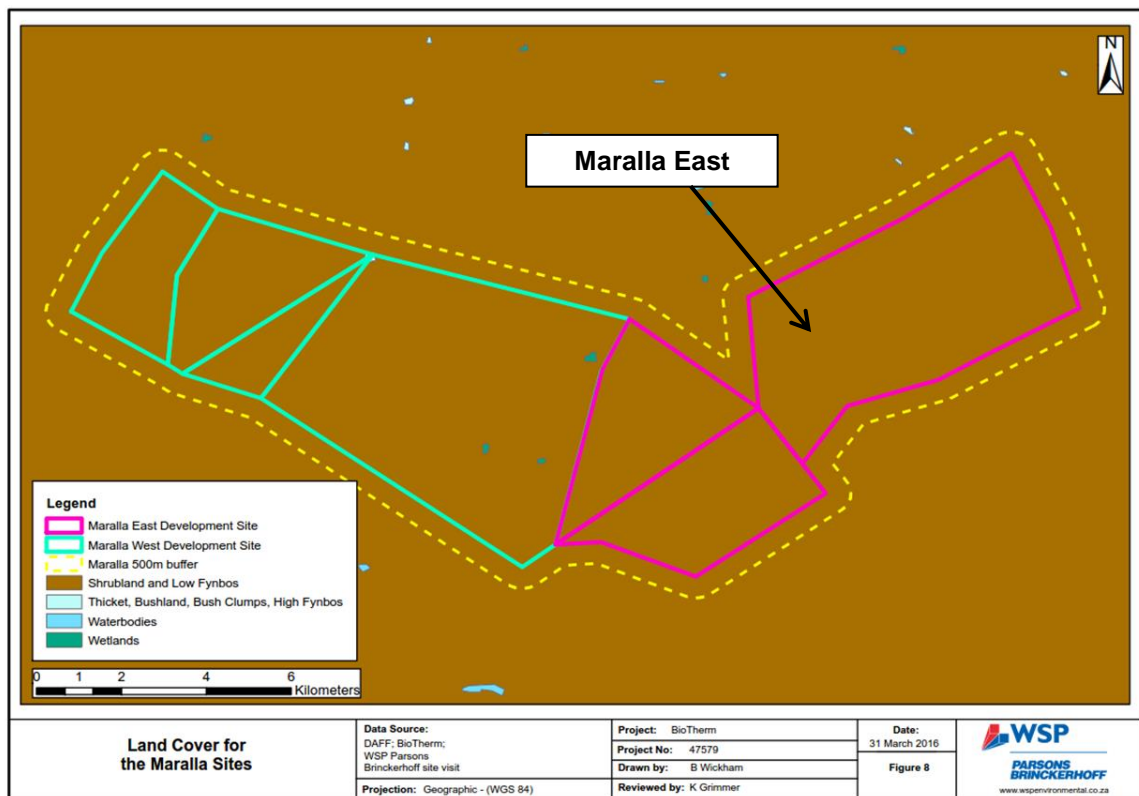 N
Maralla East
Legend
Maralla East Development Site
Maralla West Development Site
Maralla 500m buffer
Shrubland and Low Fynbos
Thicket, Bushland, Bush Clumps, High Fynbos
Waterbodies
Wetlands
0 1 2 4 6
Kilometers
Land Cover for
the Maralla Sites
Data Source:
DAFF; BioTherm;
WSP Parsons
Brinckerhoff site visit
Projection: Geographic - (WGS 84)
Project: BioTherm
Project No: 47579
Drawn by: B Wickham
Reviewed by: K Grimmer
Date:
31 March 2016
Figure 8
WSP
PARSONS
BRINCKERHOFF
www.wspenvironmental.co.za